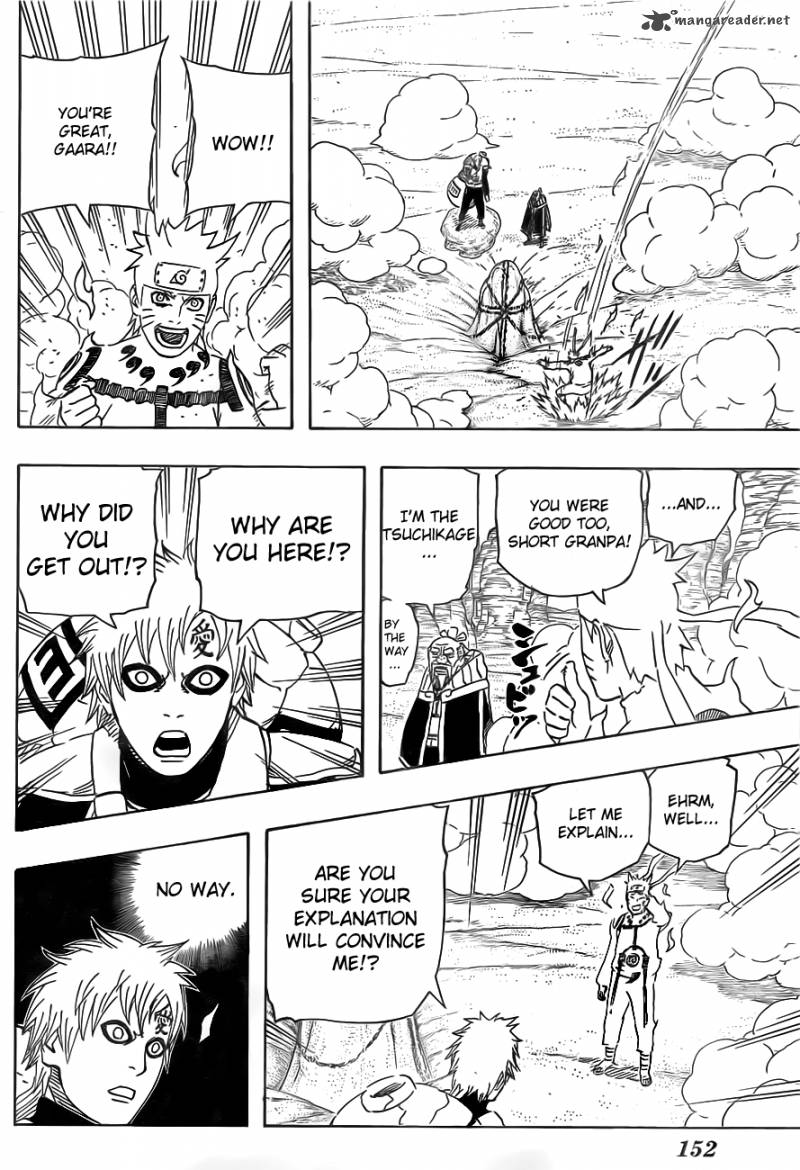 mangareader.net
WOW!!
YOU'RE
GREAT,
GAARA!!
...AND...
YOU WERE
GOOD TOO,
SHORT GRANPA!
I'M THE
TSUCHIKAGE
...
BY
THE
WAY
...
WHY ARE
YOU HERE!?
WHY DID
YOU
GET OUT!?
愛
EHRM,
WELL...
LET ME
EXPLAIN...
ARE YOU
SURE YOUR
EXPLANATION
WILL CONVINCE
ME!?
NO WAY.
愛
152